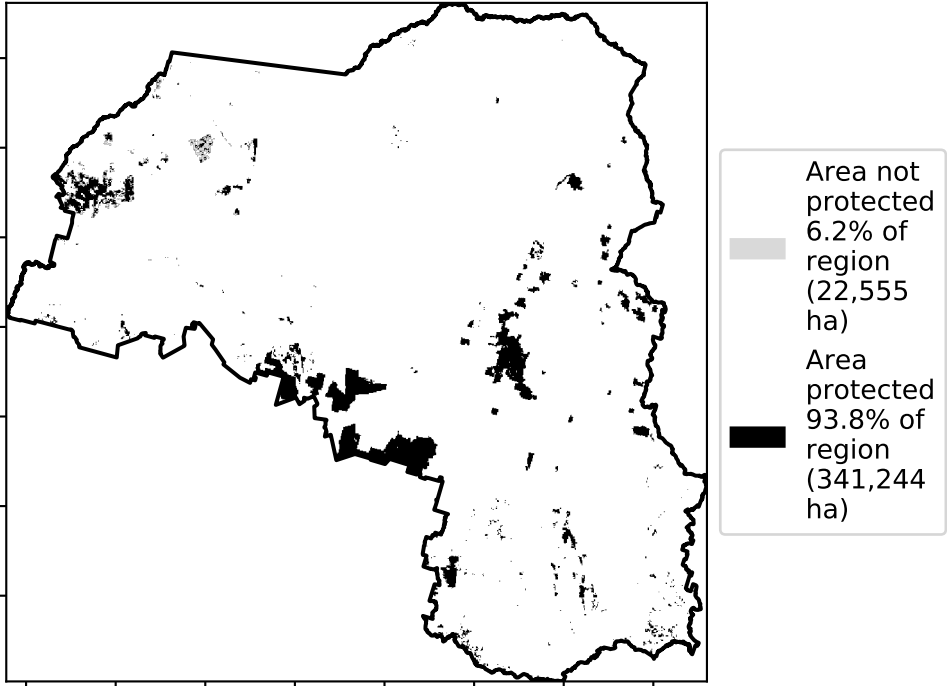 Area not
protected
6.2% of
region
(22,555
ha)
Area
protected
93.8% of
region
(341,244
ha)